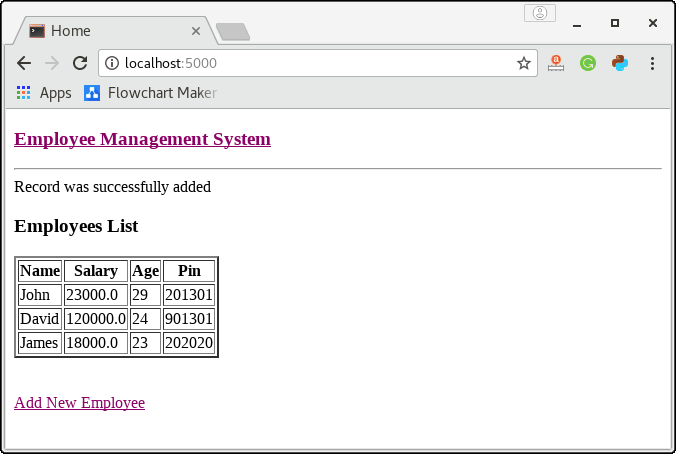 Home
localhost:5000
Apps Flowchart Maker
Employee Management System
Record was successfully added
Employees List
Name Salary Age Pin
John 23000.0 29 201301
David 120000.0 24 901301
James 18000.0 23 202020
Add New Employee